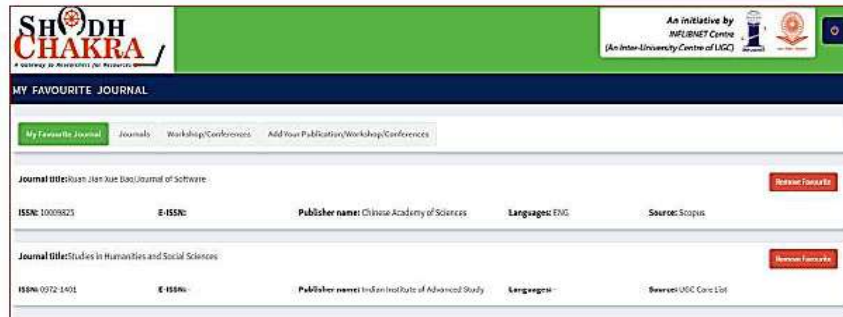 SHODH
CHAKRA
A Gateway to Researchers for Resources
An initiative by
INFLIBNET Centre
(An Inter-University Centre of UGC)
MY FAVOURITE JOURNAL
My Favourite Journal Journals Workshop/Conferences Add Your Publication/Workshop/Conferences
Journal title:Ruan Jian Xue Bao/Journal of Software
Remove Favourite
ISSN: 10009825 E-ISSN: Publisher name: Chinese Academy of Sciences Languages: ENG Source: Scopus
Journal title:Studies in Humanities and Social Sciences
Remove Favourite
ISSN: 0972-1401 E-ISSN: - Publisher name: Indian Institute of Advanced Study Languages: - Source: UGC Care List